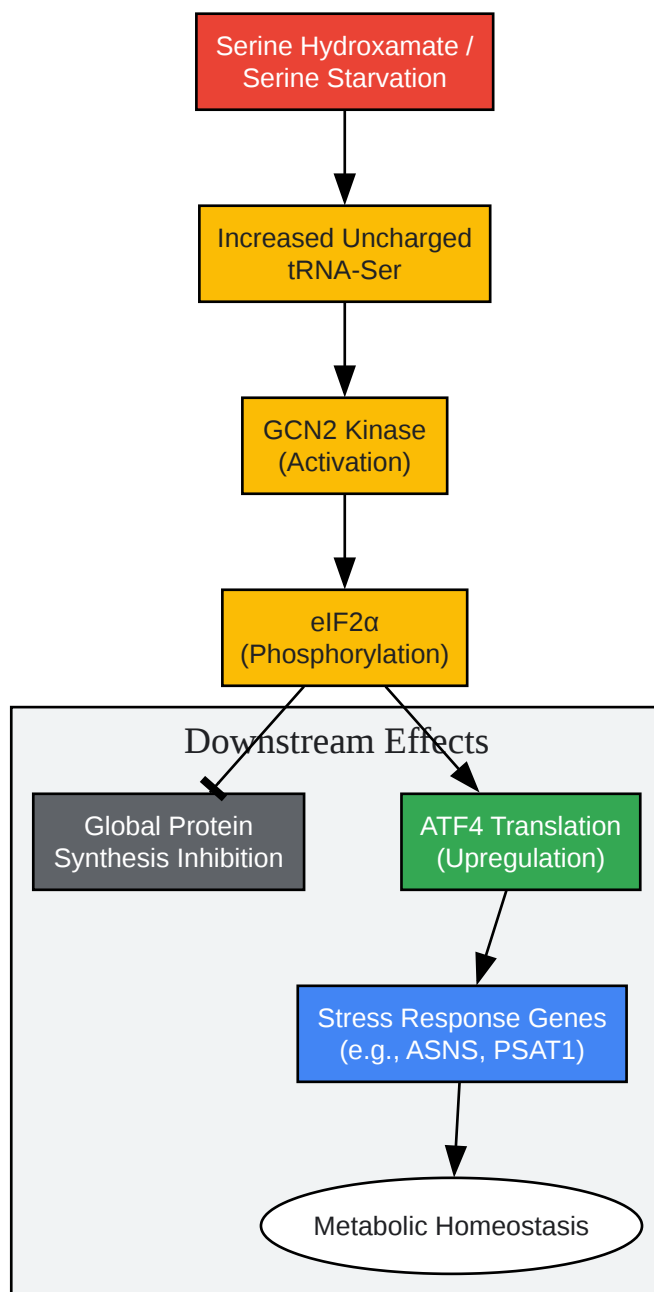 Serine Hydroxamate /
Serine Starvation
Increased Uncharged
tRNA-Ser
GCN2 Kinase
(Activation)
eIF2α
(Phosphorylation)
Downstream Effects
Global Protein
Synthesis Inhibition
ATF4 Translation
(Upregulation)
Stress Response Genes
(e.g., ASNS, PSAT1)
Metabolic Homeostasis